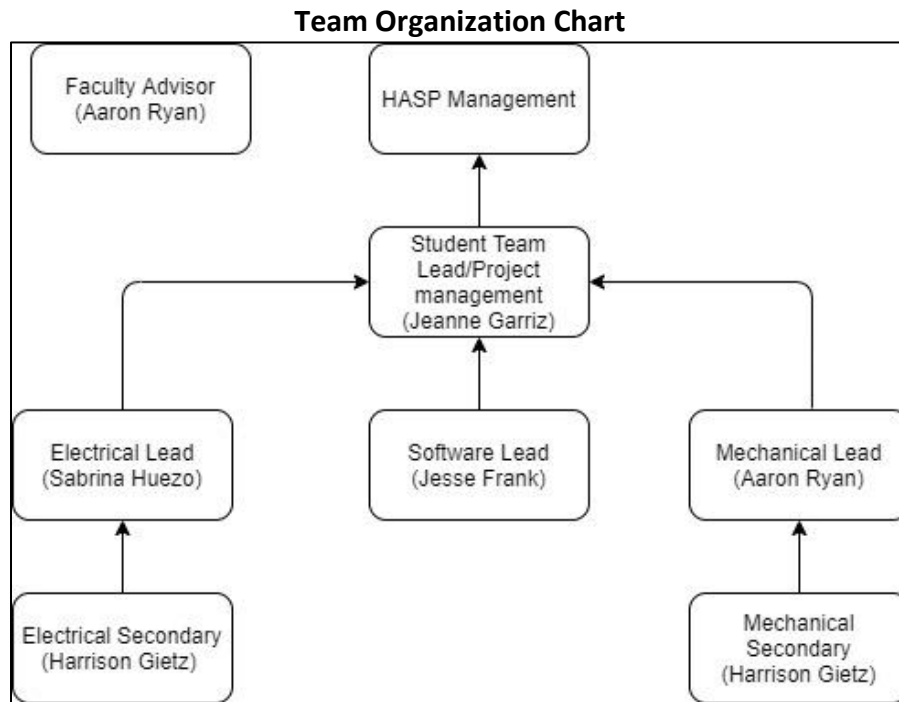 Team Organization Chart
Faculty Advisor
(Aaron Ryan)
HASP Management
Student Team
Lead/Project
management
(Jeanne Garriz)
Electrical Lead
(Sabrina Huezo)
Software Lead
(Jesse Frank)
Mechanical Lead
(Aaron Ryan)
Electrical Secondary
(Harrison Gietz)
Mechanical
Secondary
(Harrison Gietz)